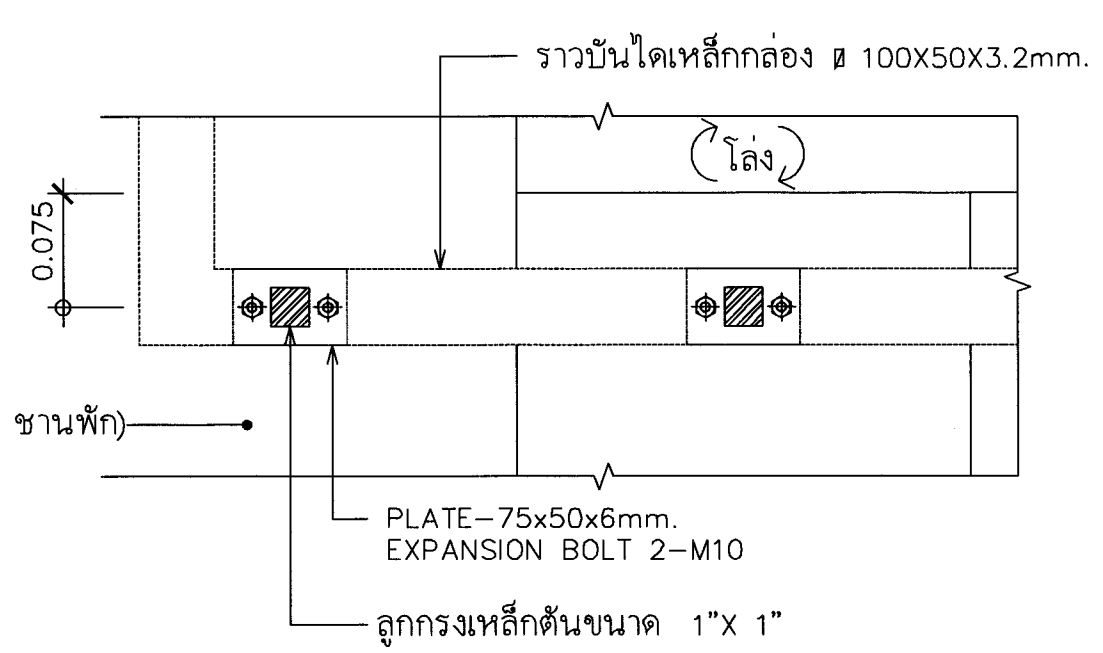 ราวบันไดเหล็กกล่อง ⌀ 100X50X3.2mm.
โล่ง
0.075
ชานพัก)
PLATE-75x50x6mm.
EXPANSION BOLT 2-M10
ลูกกรงเหล็กตันขนาด 1"X 1"